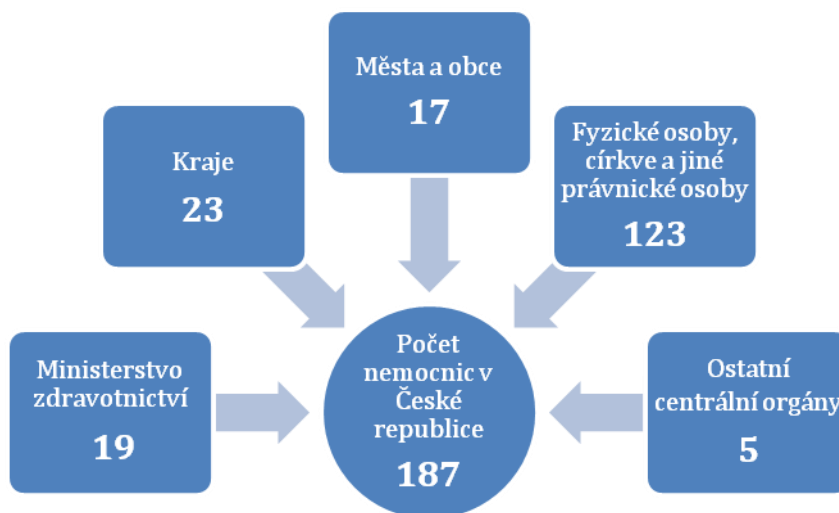 Města a obce
17
Kraje
23
Fyzické osoby,
církve a jiné
právnické osoby
123
Ministerstvo
zdravotnictví
19
Počet
nemocnic v
České
republice
187
Ostatní
centrální orgány
5